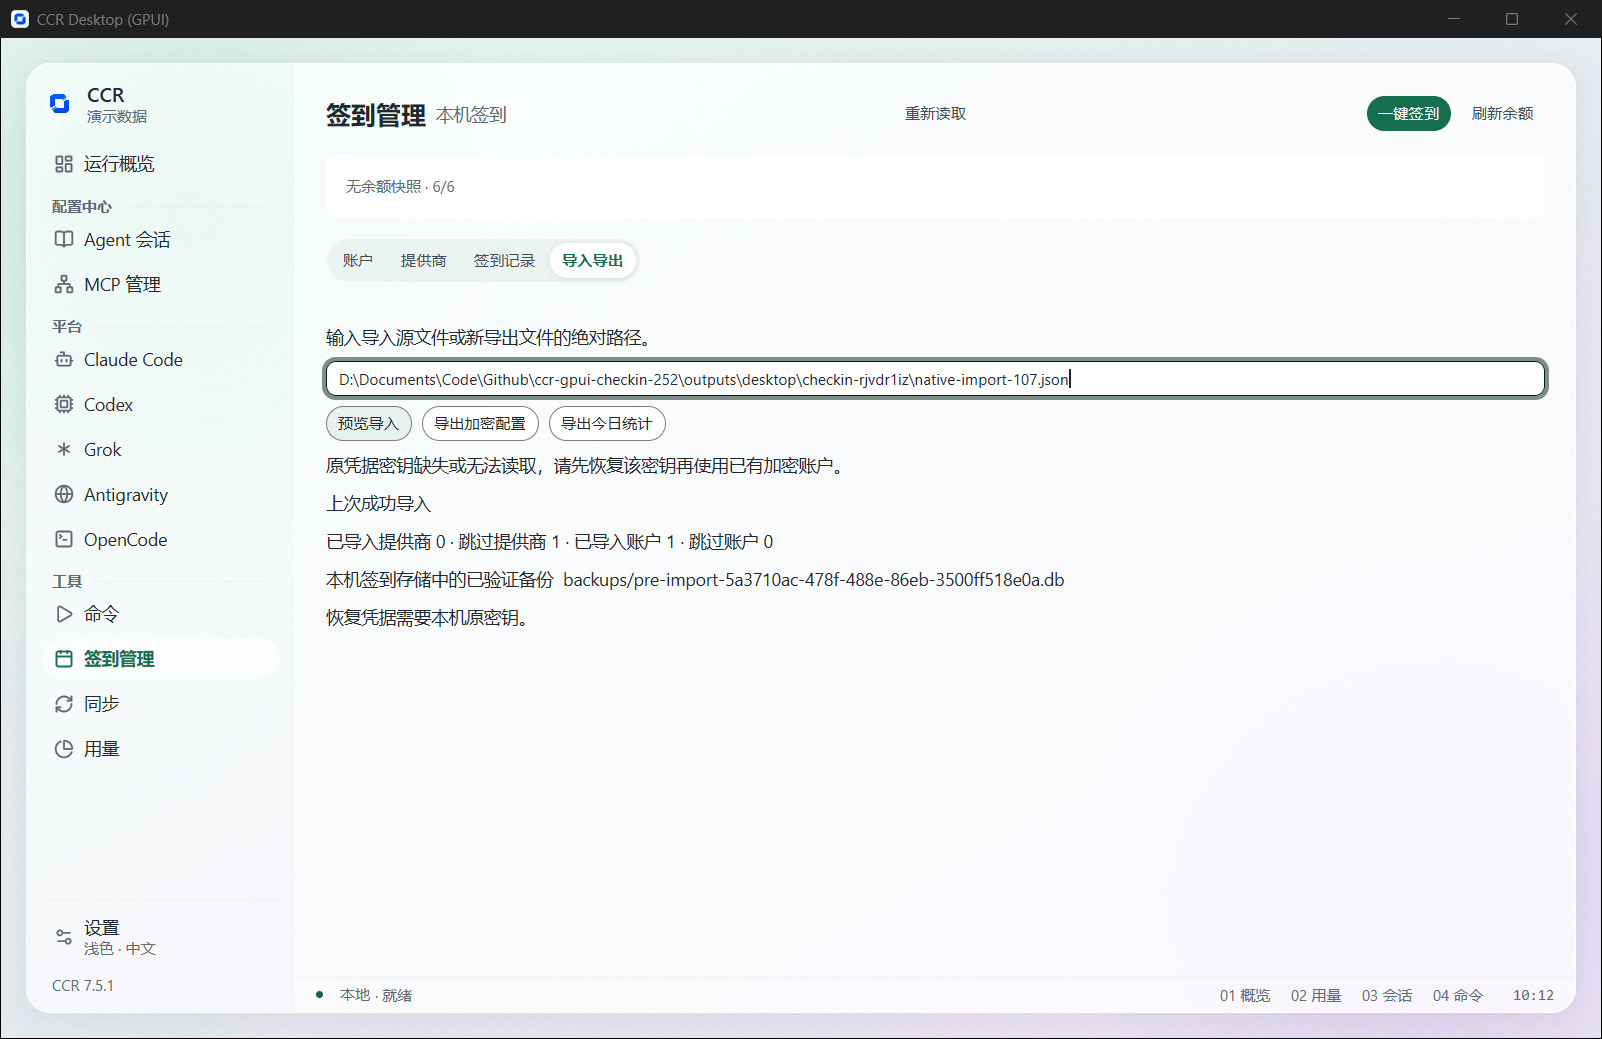 CCR Desktop (GPUI)
CCR
演示数据
运行概览
配置中心
Agent 会话
MCP 管理
平台
Claude Code
Codex
Grok
Antigravity
OpenCode
工具
命令
签到管理
同步
用量
设置
浅色 · 中文
CCR 7.5.1
签到管理 本机签到
重新读取
一键签到
刷新余额
无余额快照 · 6/6
账户 提供商 签到记录 导入导出
输入导入源文件或新导出文件的绝对路径。
D:\Documents\Code\Github\ccr-gpui-checkin-252\outputs\desktop\checkin-rjvdr1iz\native-import-107.json
预览导入 导出加密配置 导出今日统计
原凭据密钥缺失或无法读取，请先恢复该密钥再使用已有加密账户。
上次成功导入
已导入提供商 0 · 跳过提供商 1 · 已导入账户 1 · 跳过账户 0
本机签到存储中的已验证备份 backups/pre-import-5a3710ac-478f-488e-86eb-3500ff518e0a.db
恢复凭据需要本机原密钥。
本地 · 就绪
01 概览 02 用量 03 会话 04 命令 10:12